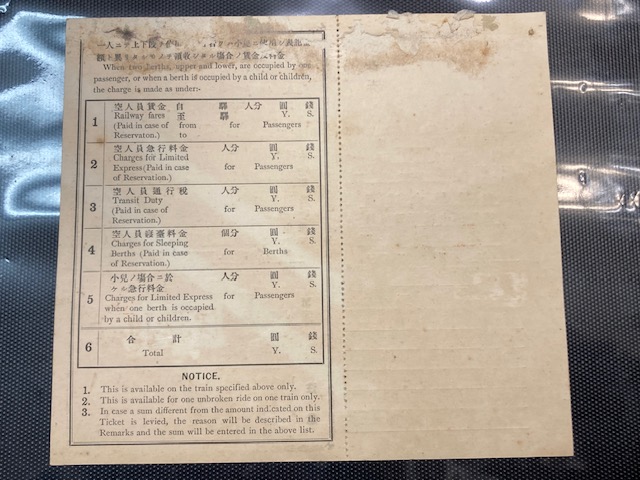 一人ニテ上下段
When two berths, upper and lower, are occupied by one
passenger, or when a berth is occupied by a child or children,
the charge is made as under:-
1
空人員賃金 自 驛 人分 圓 錢
Railway fares 至 驛 Y. S.
(Paid in case of from for Passengers
Reservaton.) to
2
空人員急行料金 人分 圓 錢
Charges for Limited Y. S.
Express (Paid in case for Passengers
of Reservation.)
3
空人員通行税 人分 圓 錢
Transit Duty Y. S.
(Paid in case of for Passengers
Reservation.)
4
空人員寢臺料金 個分 圓 錢
Charges for Sleeping Y. S.
Berths (Paid in case for Berths
of Reservation.)
5
小兒ノ塲合ニ於 人分 圓 錢
ケル急行料金 Y. S.
Charges for Limited Express for Passengers
when one berth is occupied
by a child or children.
6
合計 圓 錢
Total Y. S.
NOTICE.
1. This is available on the train specified above only.
2. This is available for one unbroken ride on one train only.
3. In case a sum different from the amount indicated on this
Ticket is levied, the reason will be described in the
Remarks and the sum will be entered in the above list.